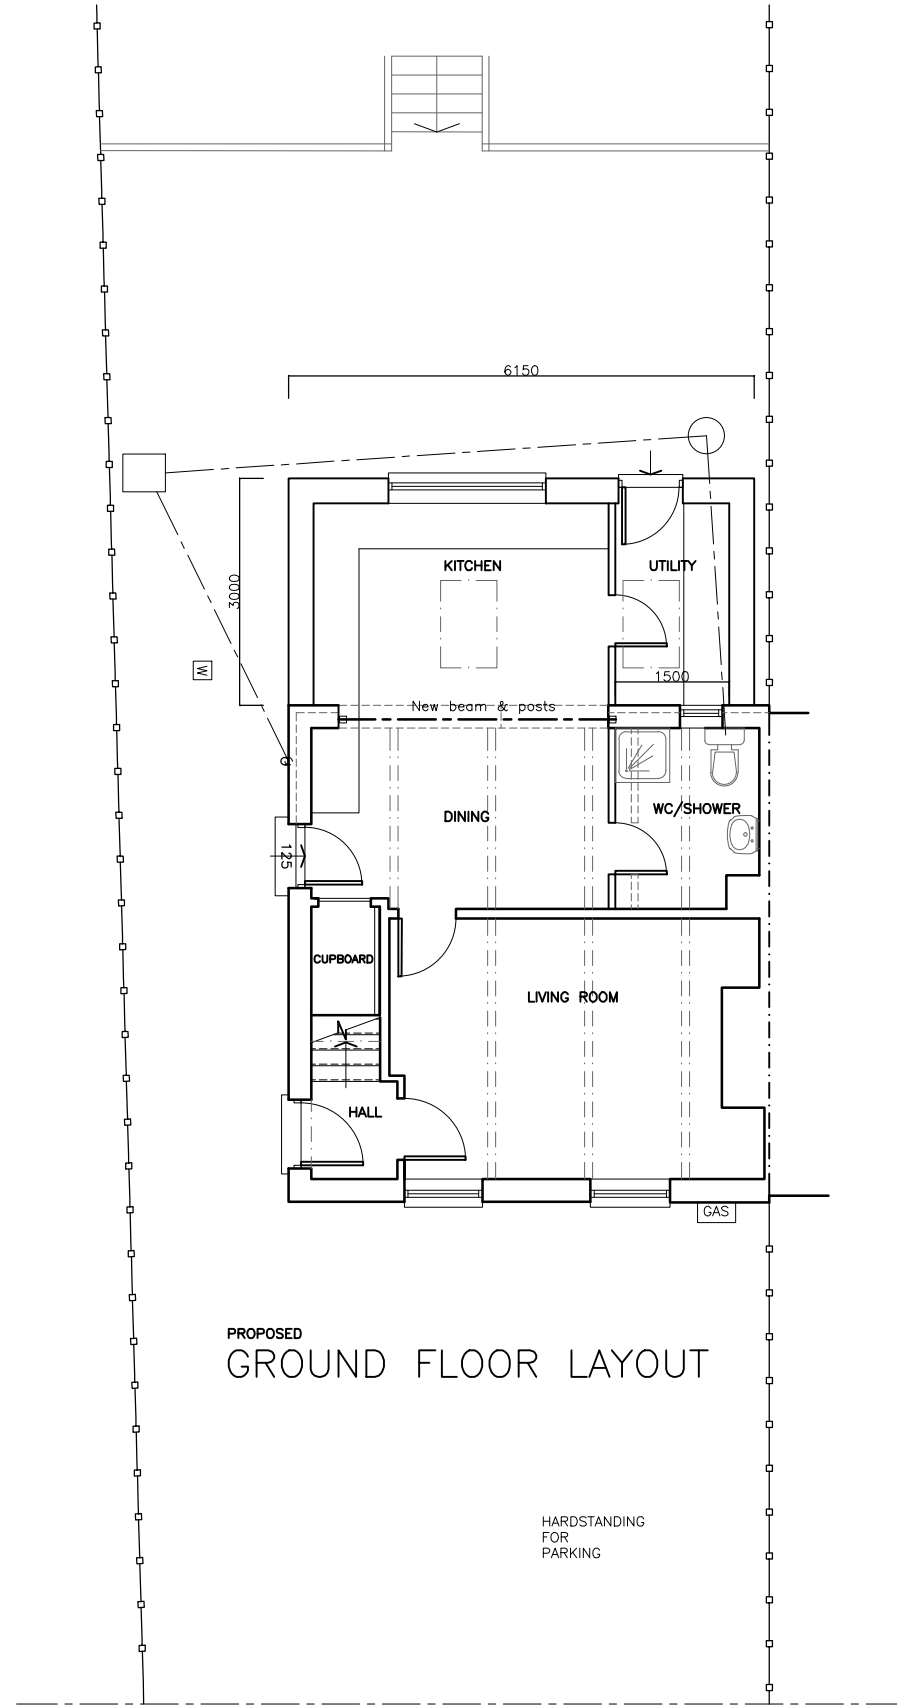 6150
3000
KITCHEN
UTILITY
W
1500
New beam & posts
G
WC/SHOWER
DINING
125
CUPBOARD
LIVING ROOM
HALL
GAS
PROPOSED
GROUND FLOOR LAYOUT
HARDSTANDING
FOR
PARKING